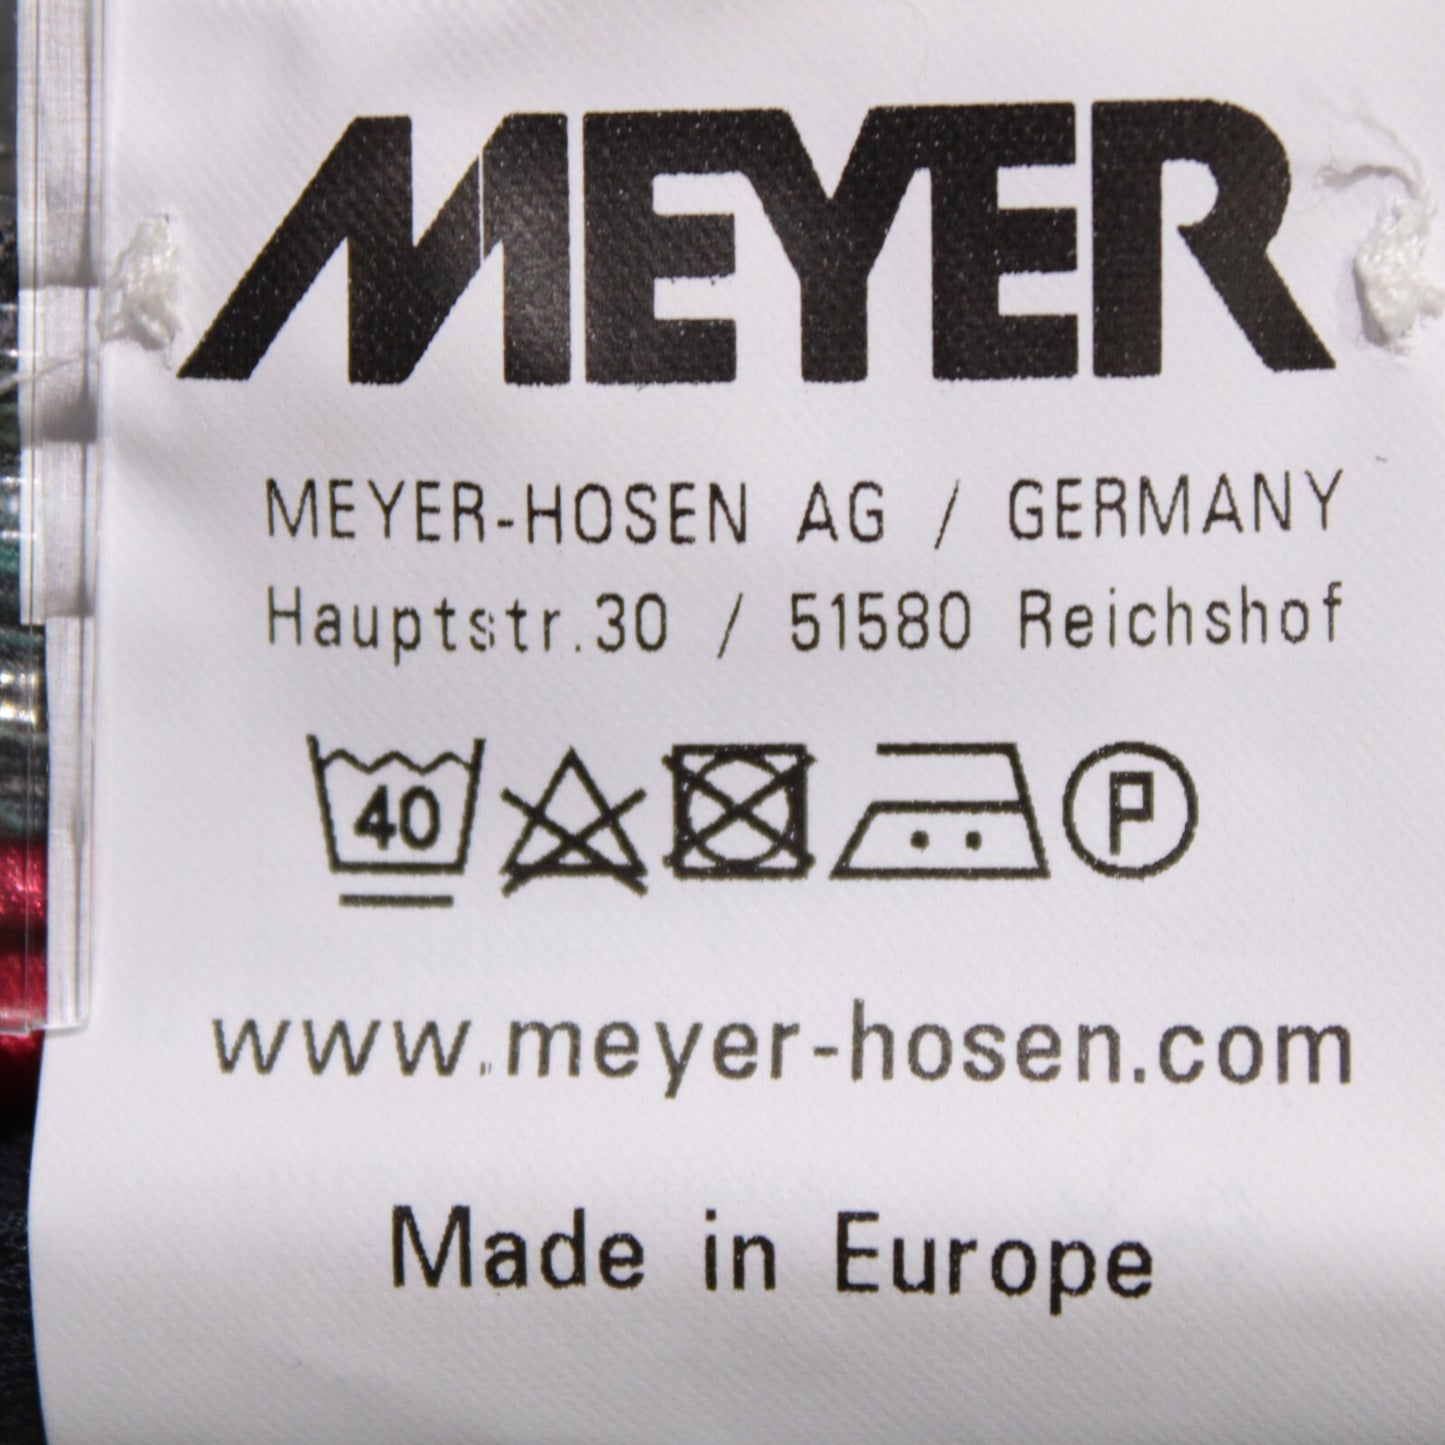 MEYER
MEYER-HOSEN AG / GERMANY
Hauptstr.30 / 51580 Reichshof
40 P
www.meyer-hosen.com
Made in Europe